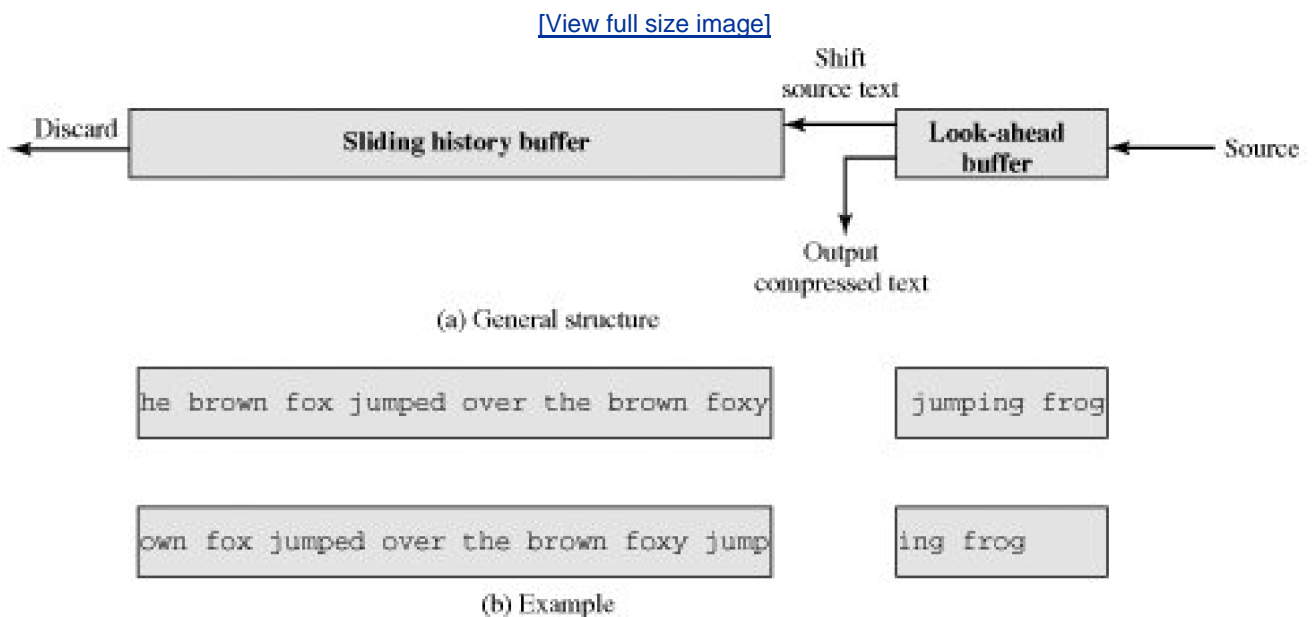 [View full size image]
Shift
source text
Discard
Sliding history buffer
Look-ahead
buffer
Source
Output
compressed text
(a) General structure
he brown fox jumped over the brown foxy
jumping frog
own fox jumped over the brown foxy jump
ing frog
(b) Example